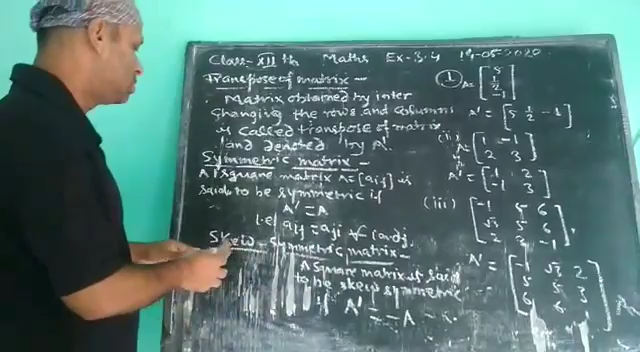 Class-XII th Maths Ex-3.4 19-05-2020
Transpose of matrix -
Matrix obtained by inter
changing the rows and columns
is called transpose of matrix
and denoted by A.
Symmetric matrix -
A square matrix A = [aij] is
said to be symmetric if
A' = A
i.e aij = aji ∀ i and j.
Skew-symmetric matrix -
A square matrix if said
to be skew symmetric
if A' = -A
① A = [5
1/2
-1]
A' = [5 1/2 -1]
(ii) A = [1 -1
2 3]
A' = [1 2
-1 3]
(iii) [-1 5 6
√3 5 6
2 3 -1]
A' = [-1 √3 2
5 5 3
6 6 -1]